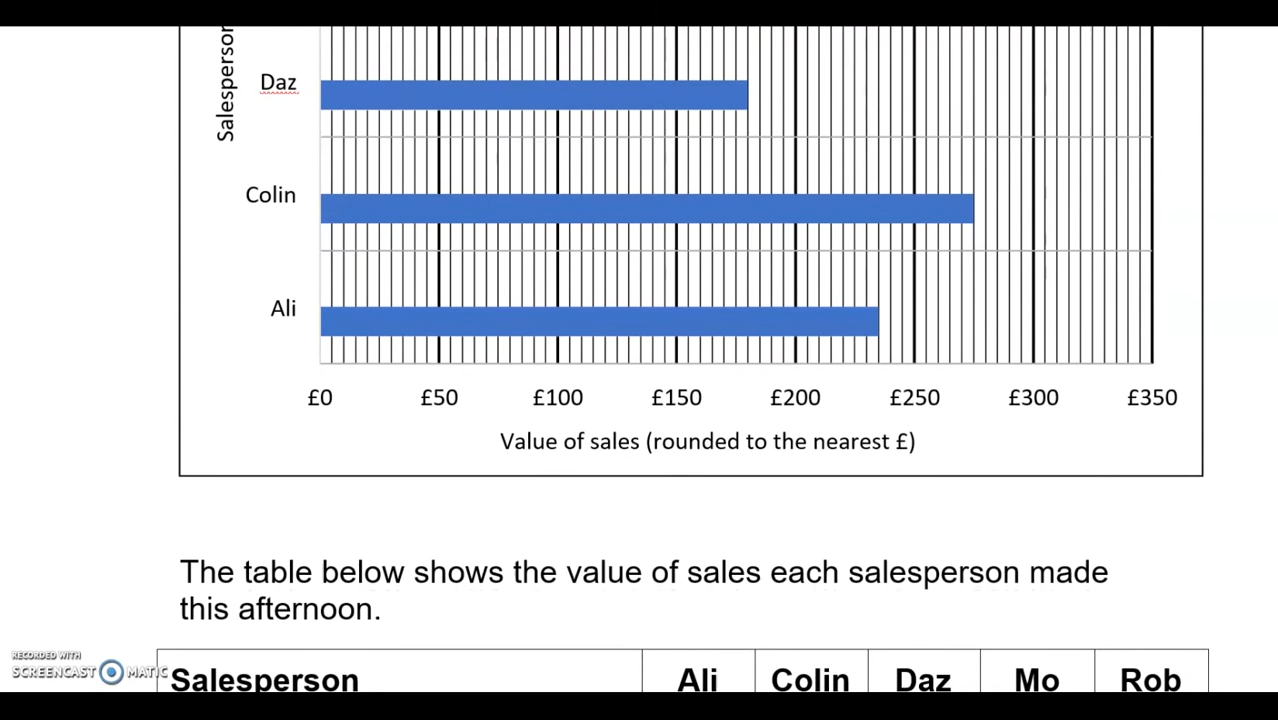 Salesperson
Daz
Colin
Ali
£0 £50 £100 £150 £200 £250 £300 £350
Value of sales (rounded to the nearest £)
The table below shows the value of sales each salesperson made
this afternoon.
RECORDED WITH
SCREENCAST MATIC
Salesperson Ali Colin Daz Mo Rob